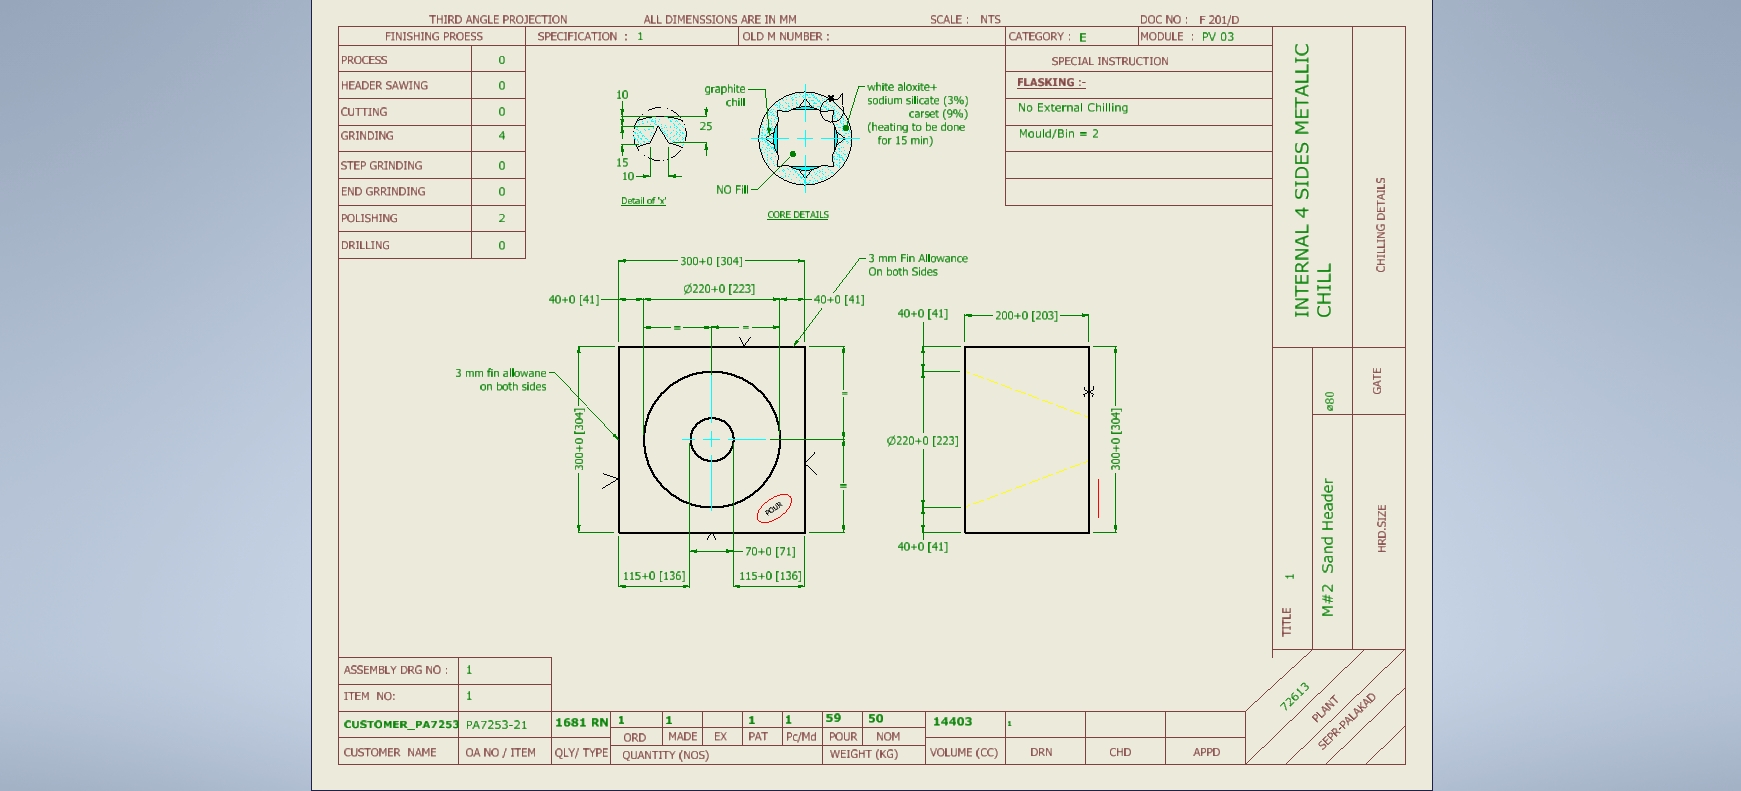 THIRD ANGLE PROJECTION ALL DIMENSSIONS ARE IN MM SCALE : NTS DOC NO : F 201/D
FINISHING PROESS SPECIFICATION : 1 OLD M NUMBER : CATEGORY : E MODULE : PV 03
PROCESS 0
HEADER SAWING 0
CUTTING 0
GRINDING 4
STEP GRINDING 0
END GRRINDING 0
POLISHING 2
DRILLING 0
SPECIAL INSTRUCTION
FLASKING :-
No External Chilling
Mould/Bin = 2
10
25
15
10
Detail of 'x'
graphite
chill
white aloxite+
sodium silicate (3%)
carset (9%)
(heating to be done
for 15 min)
NO Fill
CORE DETAILS
INTERNAL 4 SIDES METALLIC
CHILL
CHILLING DETAILS
300+0 [304]
3 mm Fin Allowance
On both Sides
Ø220+0 [223]
40+0 [41] 40+0 [41]
= =
3 mm fin allowane
on both sides
300+0 [304]
=
=
POUR
70+0 [71]
115+0 [136] 115+0 [136]
40+0 [41] 200+0 [203]
Ø220+0 [223]
300+0 [304]
40+0 [41]
ø80
GATE
M#2 Sand Header
HRD.SIZE
TITLE 1
ASSEMBLY DRG NO : 1
ITEM NO: 1
CUSTOMER_PA7253 PA7253-21 1681 RN 1 1 1 1 59 50 14403 1
ORD MADE EX PAT Pc/Md POUR NOM
CUSTOMER NAME OA NO / ITEM QLY/ TYPE QUANTITY (NOS) WEIGHT (KG) VOLUME (CC) DRN CHD APPD
72613
PLANT
SEPR-PALAKAD